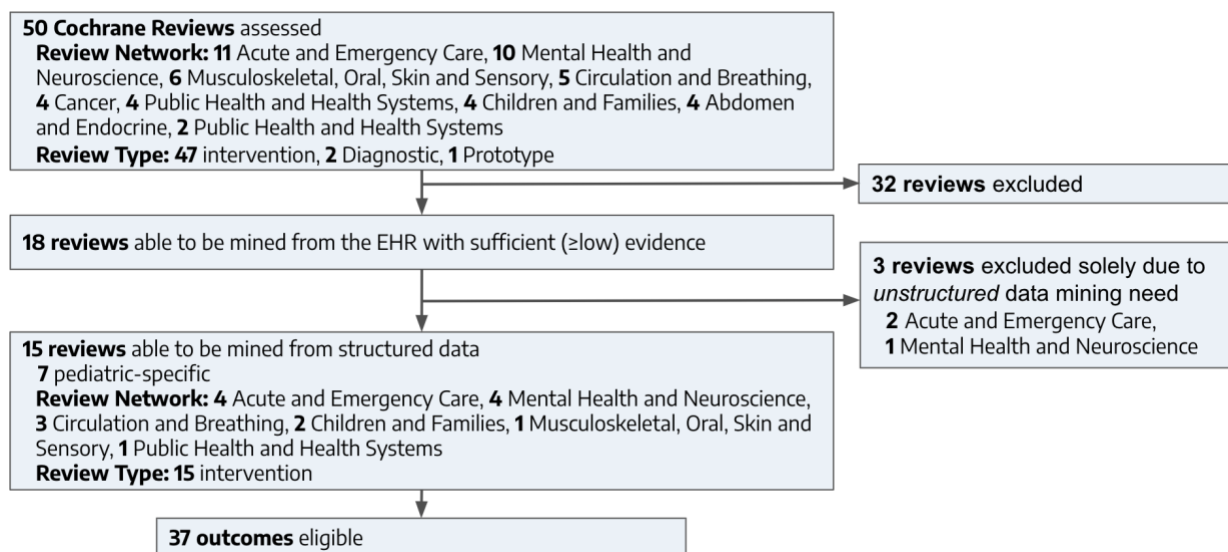 50 Cochrane Reviews assessed
Review Network: 11 Acute and Emergency Care, 10 Mental Health and
Neuroscience, 6 Musculoskeletal, Oral, Skin and Sensory, 5 Circulation and Breathing,
4 Cancer, 4 Public Health and Health Systems, 4 Children and Families, 4 Abdomen
and Endocrine, 2 Public Health and Health Systems
Review Type: 47 intervention, 2 Diagnostic, 1 Prototype
32 reviews excluded
18 reviews able to be mined from the EHR with sufficient (≥low) evidence
3 reviews excluded solely due to
unstructured data mining need
2 Acute and Emergency Care,
1 Mental Health and Neuroscience
15 reviews able to be mined from structured data
7 pediatric-specific
Review Network: 4 Acute and Emergency Care, 4 Mental Health and Neuroscience,
3 Circulation and Breathing, 2 Children and Families, 1 Musculoskeletal, Oral, Skin and
Sensory, 1 Public Health and Health Systems
Review Type: 15 intervention
37 outcomes eligible